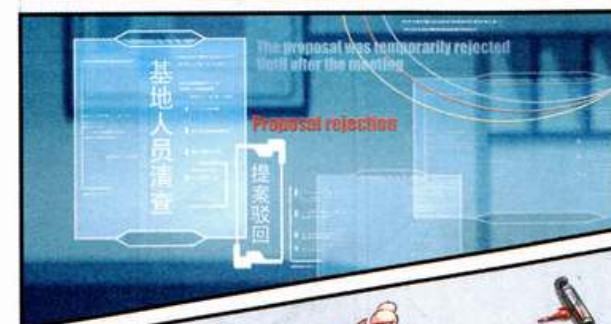 The proposal was temporarily rejected
Until after the meeting
基地人员清查
Proposal rejection
提案驳回